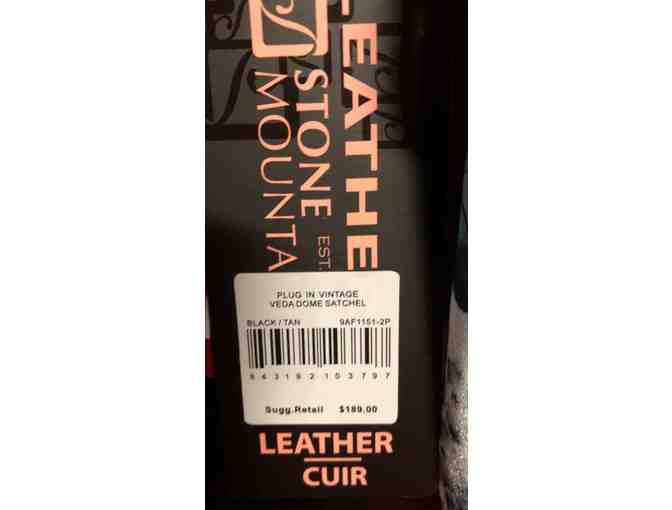 LEATHE
STONE
MOUNTA
EST.
PLUG IN VINTAGE
VEDA DOME SATCHEL
BLACK / TAN 9AF1151-2P
843192103797
Sugg.Retail $189.00
LEATHER
CUIR